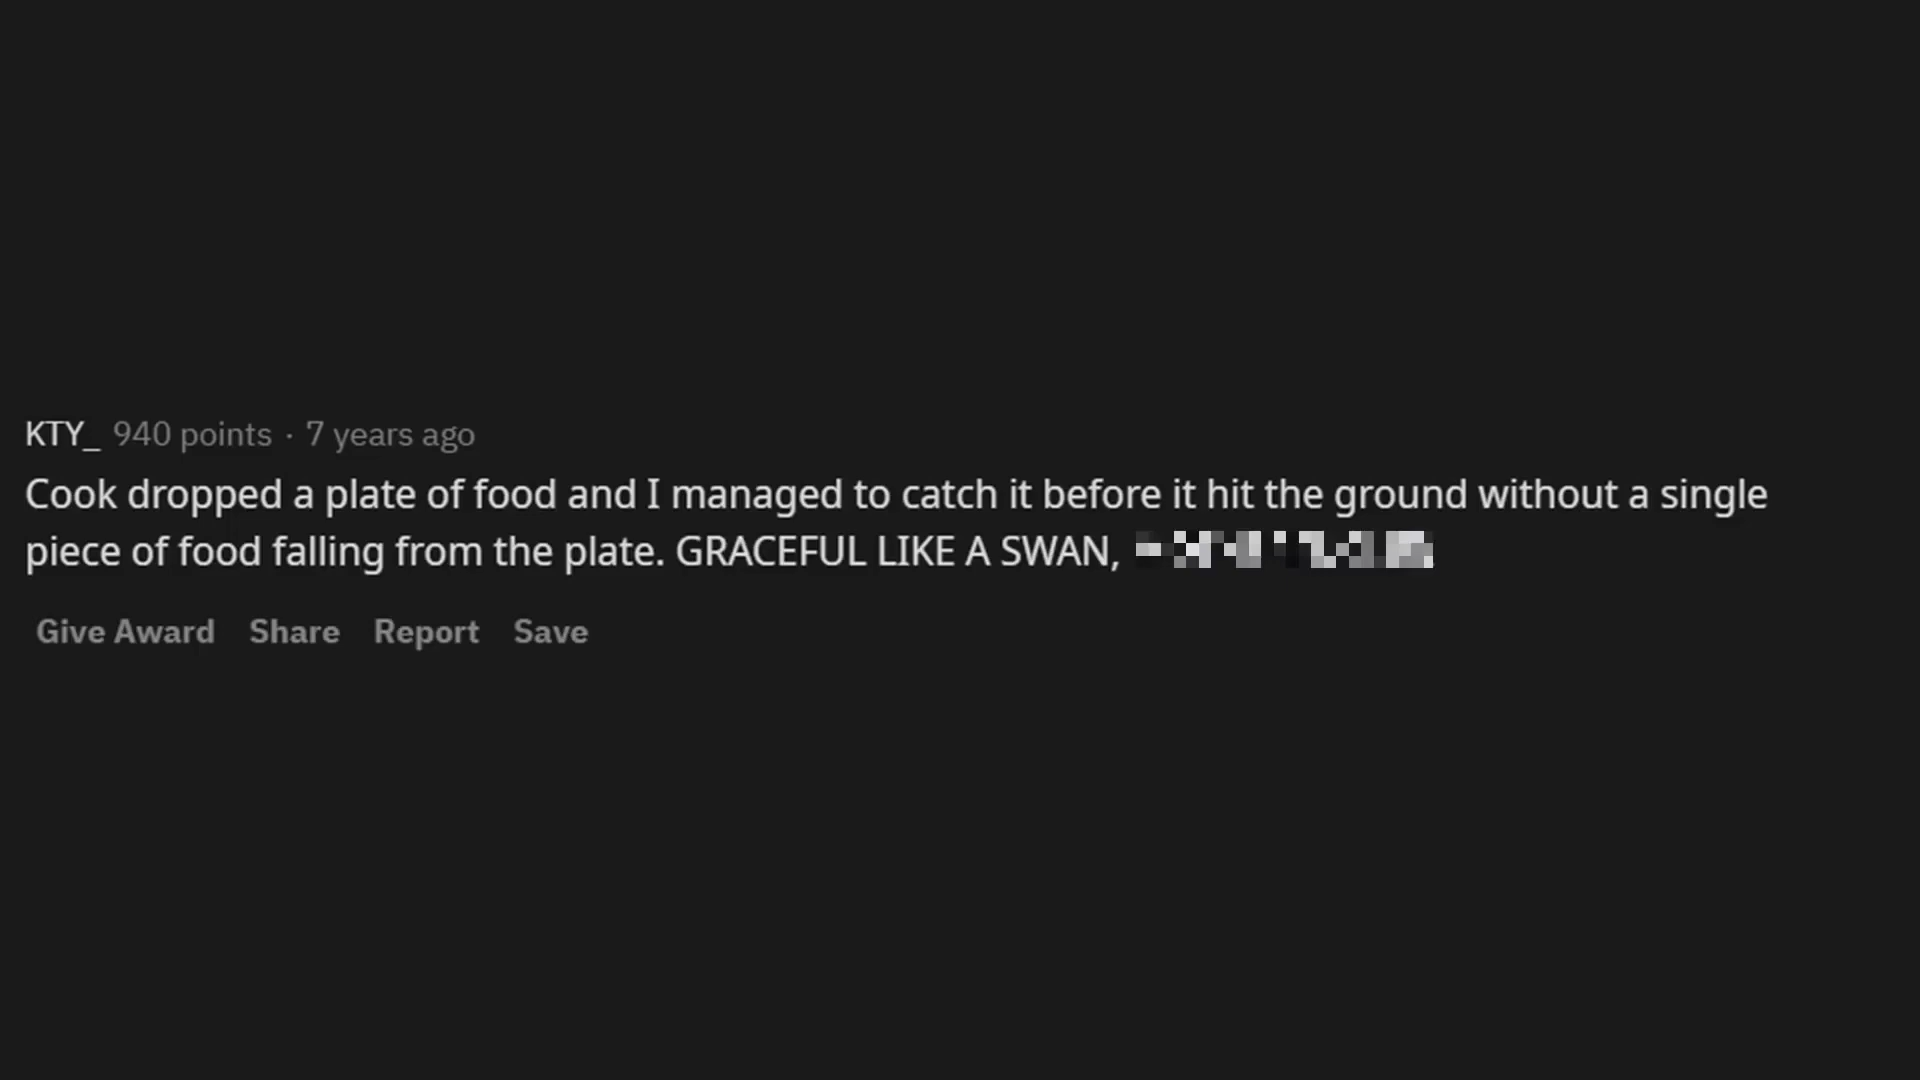 KTY_ 940 points · 7 years ago
Cook dropped a plate of food and I managed to catch it before it hit the ground without a single
piece of food falling from the plate. GRACEFUL LIKE A SWAN,
Give Award Share Report Save